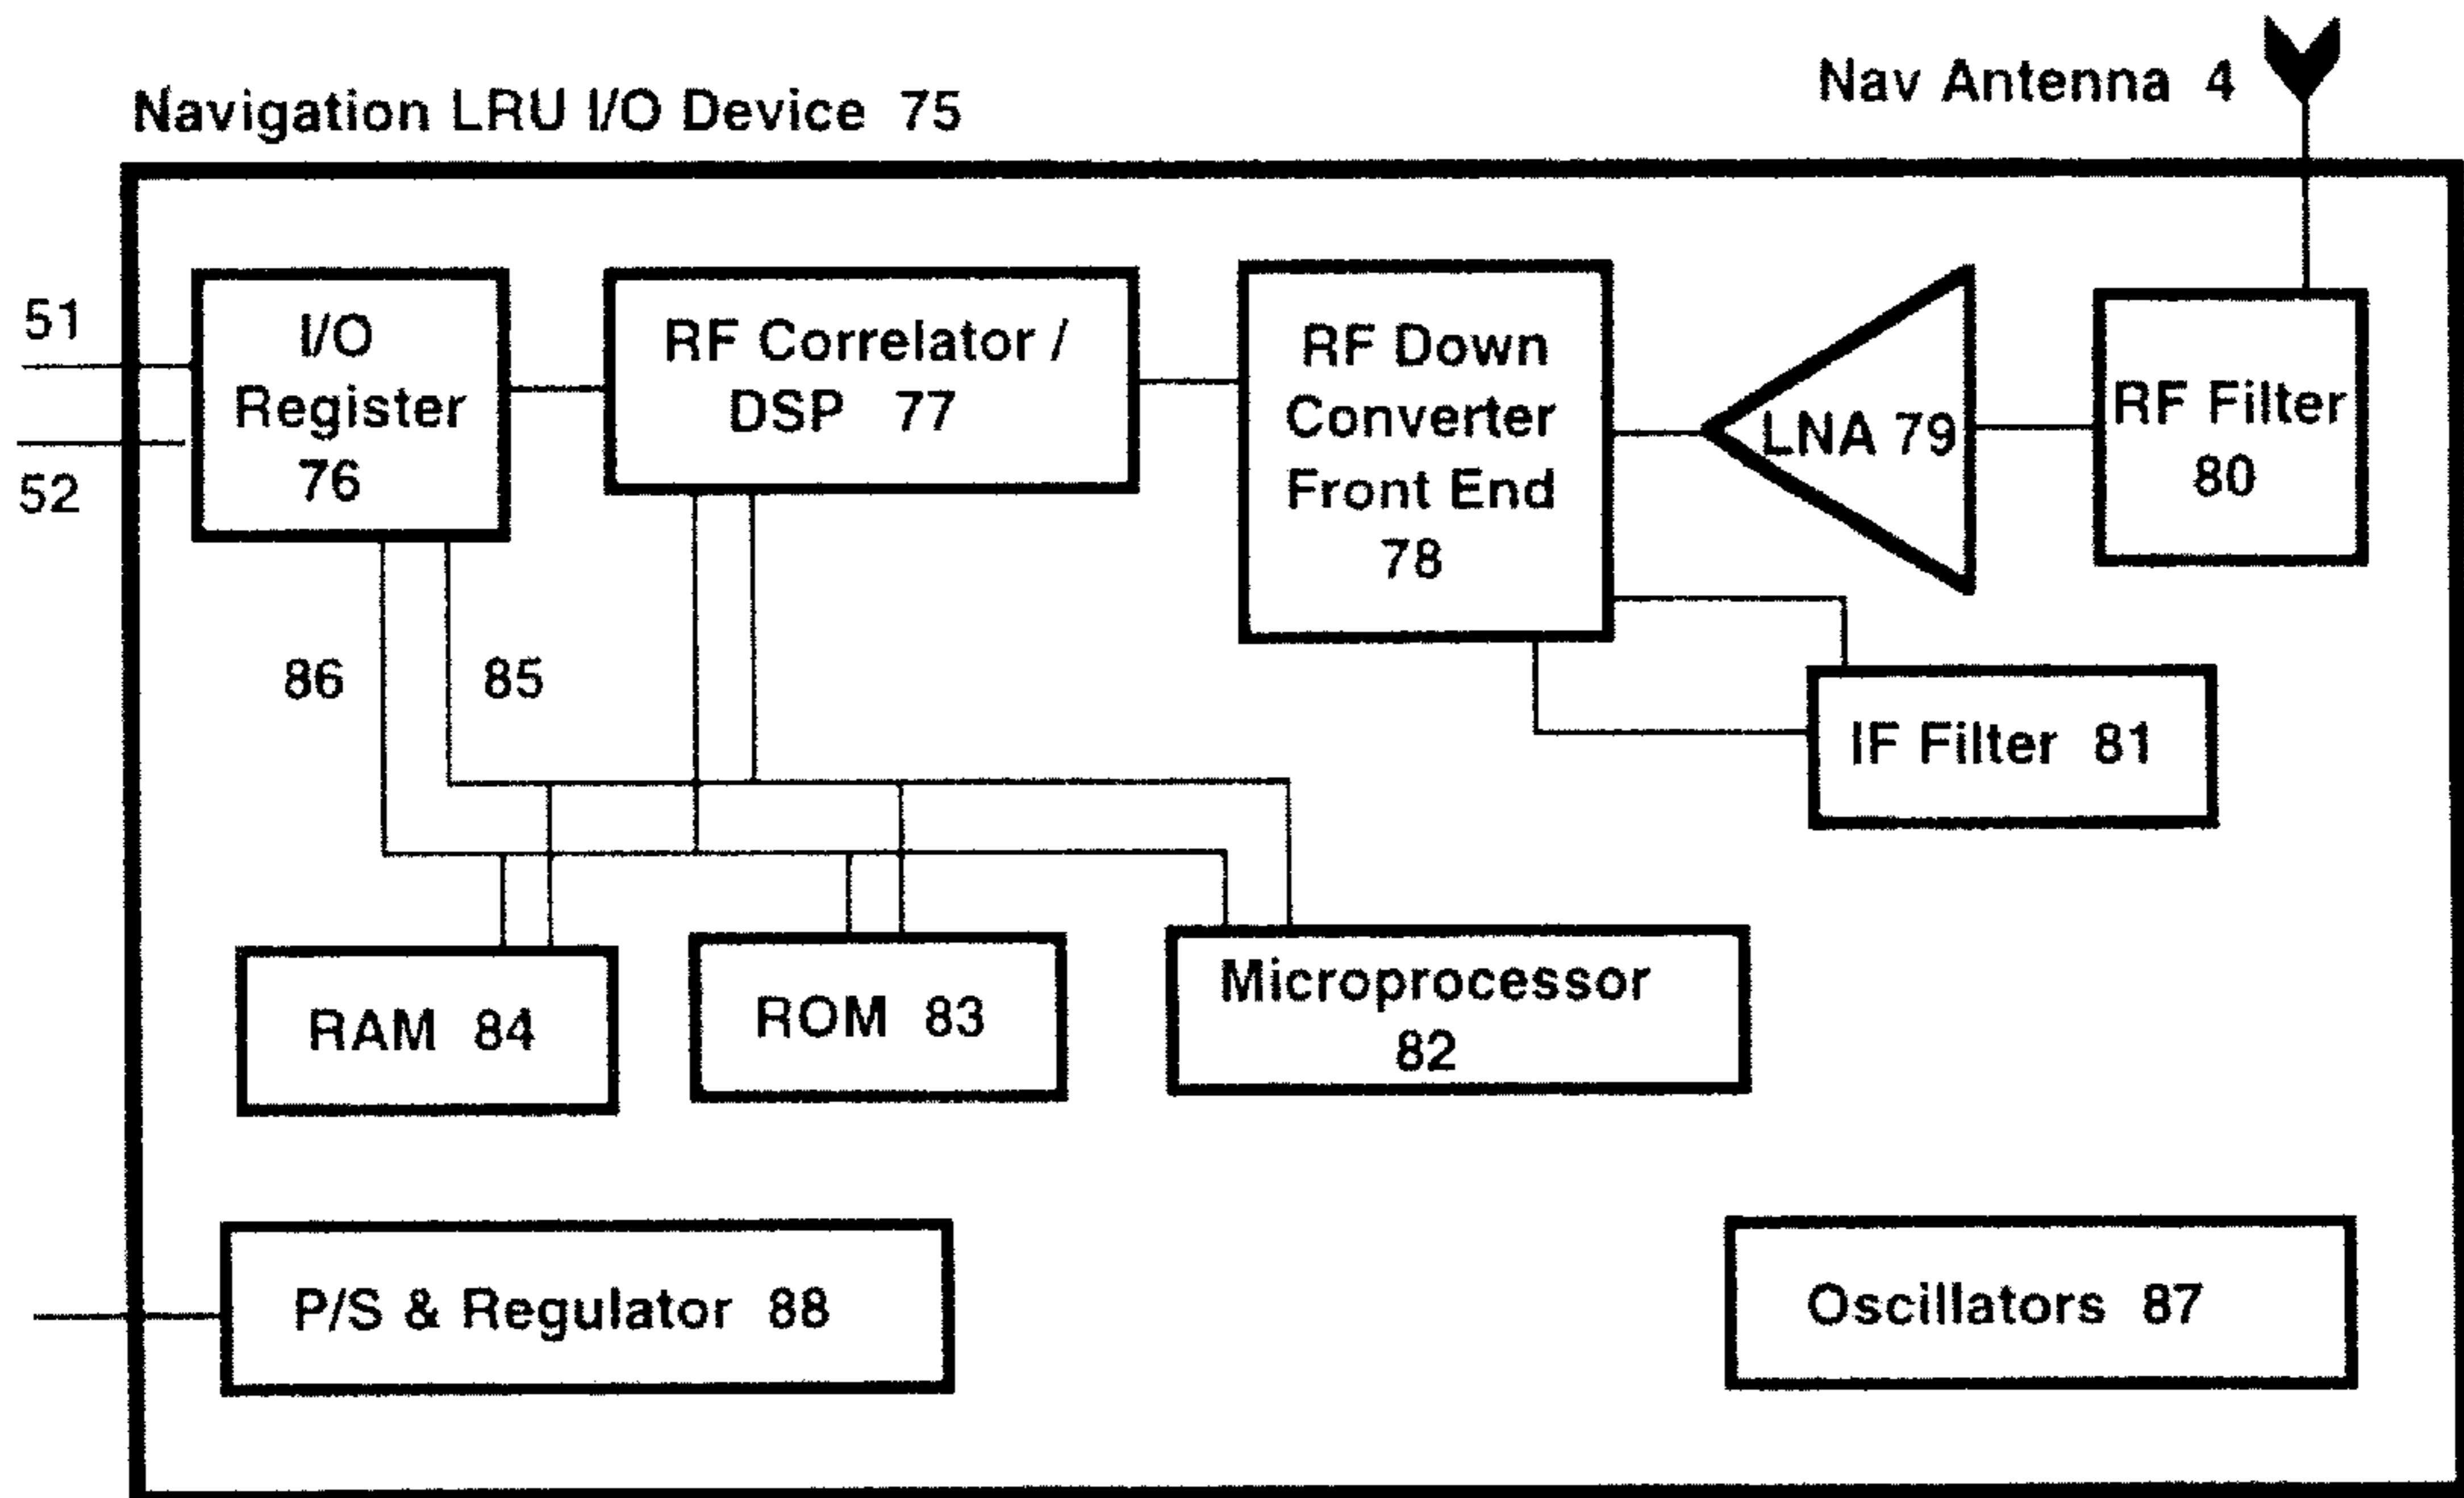 Nav Antenna 4
Navigation LRU I/O Device 75
51
52
I/O
Register
76
RF Correlator /
DSP 77
RF Down
Converter
Front End
78
LNA 79
RF Filter
80
86
85
IF Filter 81
RAM 84
ROM 83
Microprocessor
82
P/S & Regulator 88
Oscillators 87